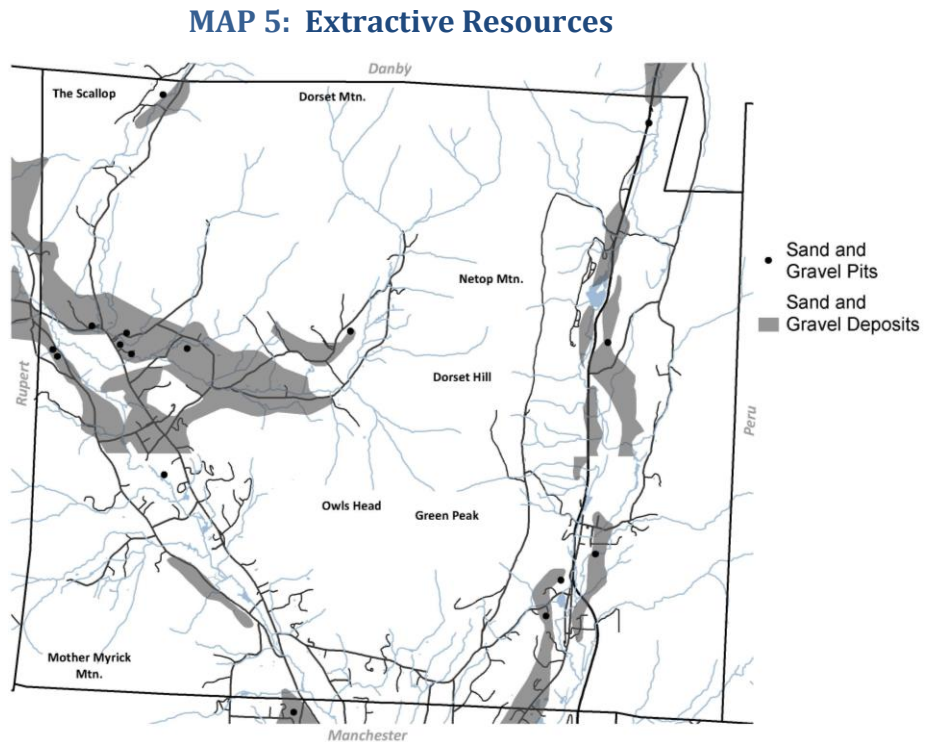 MAP 5: Extractive Resources
Danby
The Scallop
Dorset Mtn.
Sand and
Gravel Pits
Sand and
Gravel Deposits
Netop Mtn.
Rupert
Dorset Hill
Peru
Owls Head
Green Peak
Mother Myrick
Mtn.
Manchester